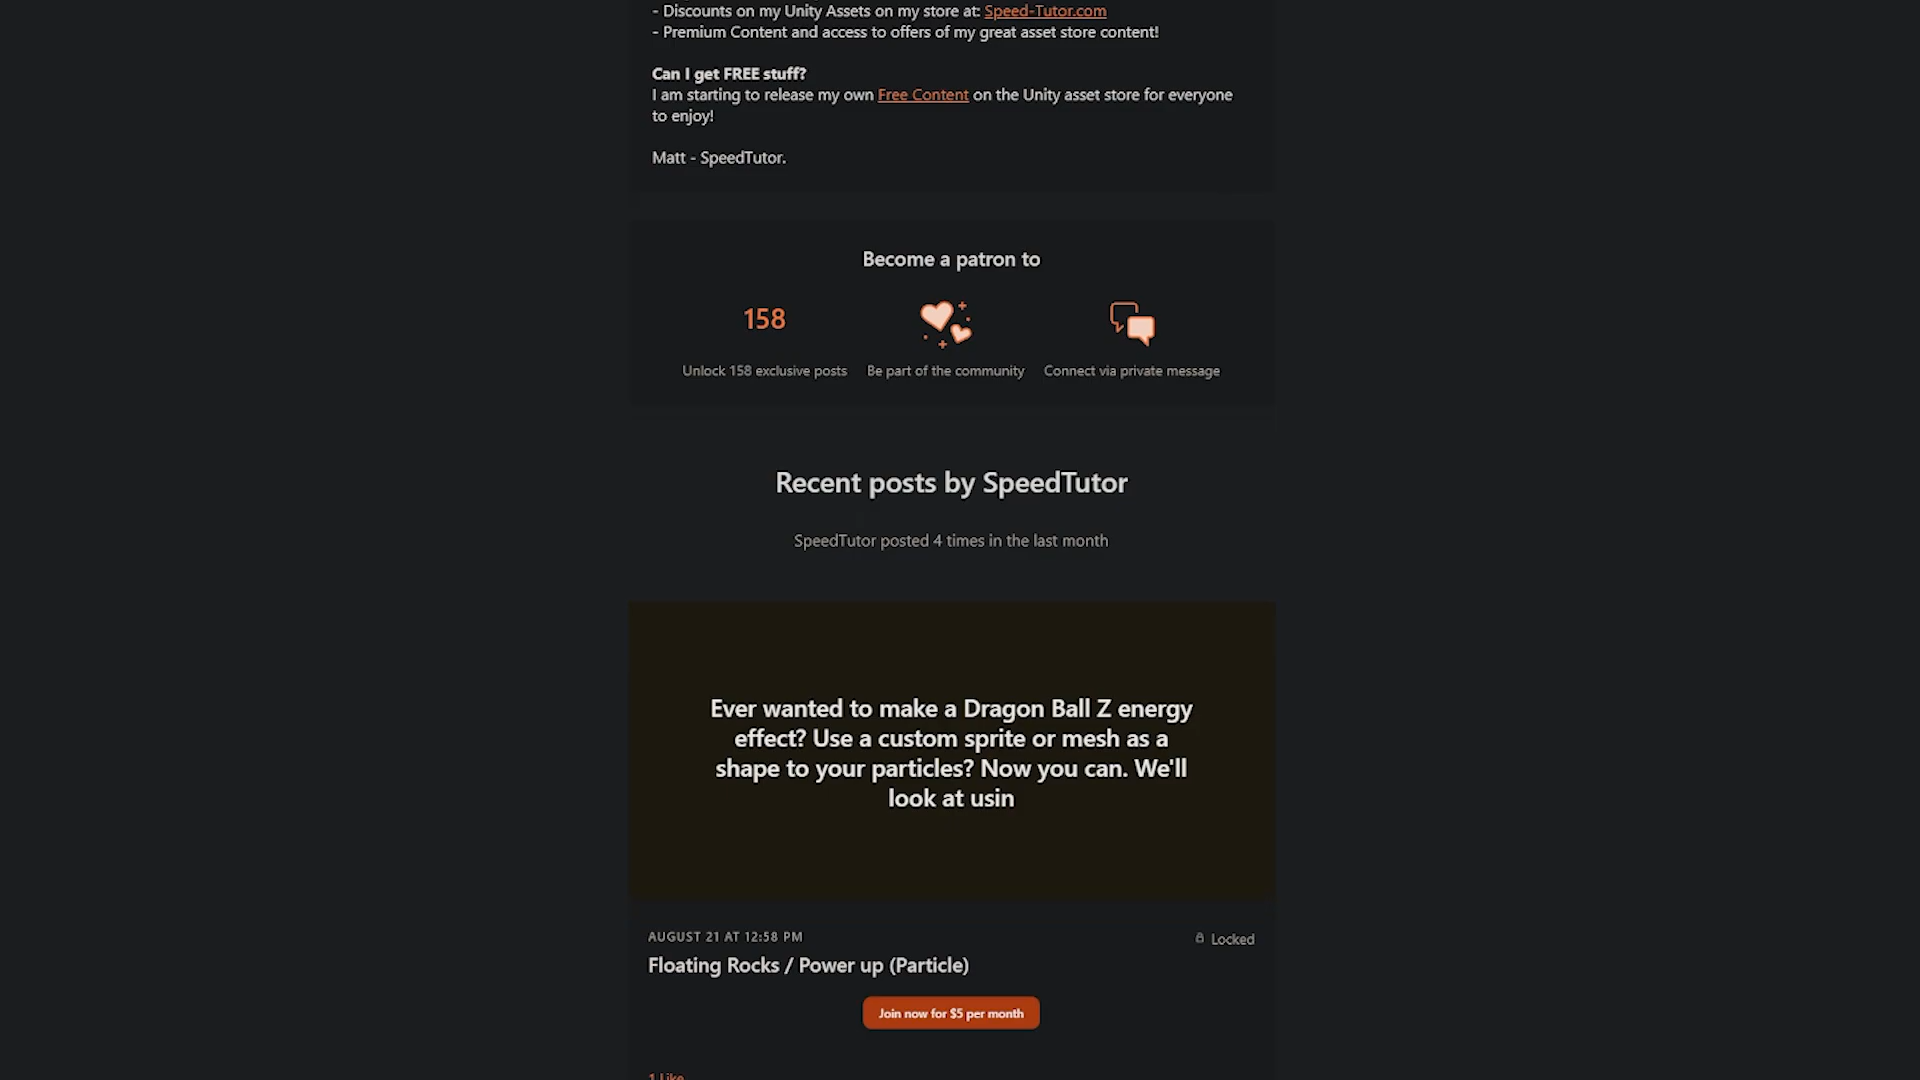 - Discounts on my Unity Assets on my store at: Speed-Tutor.com
- Premium Content and access to offers of my great asset store content!
Can I get FREE stuff?
I am starting to release my own Free Content on the Unity asset store for everyone
to enjoy!
Matt - SpeedTutor.
Become a patron to
158
Unlock 158 exclusive posts
Be part of the community
Connect via private message
Recent posts by SpeedTutor
SpeedTutor posted 4 times in the last month
Ever wanted to make a Dragon Ball Z energy
effect? Use a custom sprite or mesh as a
shape to your particles? Now you can. We'll
look at usin
AUGUST 21 AT 12:58 PM
Locked
Floating Rocks / Power up (Particle)
Join now for $5 per month
1 Like